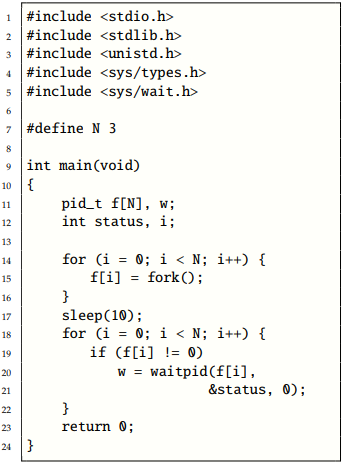 1 #include <stdio.h>
2 #include <stdlib.h>
3 #include <unistd.h>
4 #include <sys/types.h>
5 #include <sys/wait.h>
6
7 #define N 3
8
9 int main(void)
10 {
11     pid_t f[N], w;
12     int status, i;
13
14     for (i = 0; i < N; i++) {
15         f[i] = fork();
16     }
17     sleep(10);
18     for (i = 0; i < N; i++) {
19         if (f[i] != 0)
20             w = waitpid(f[i],
21                         &status, 0);
22     }
23     return 0;
24 }